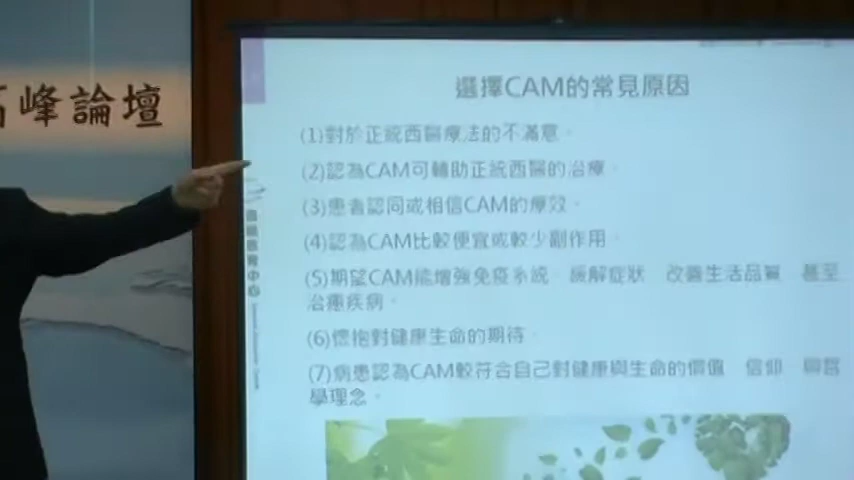 峰論壇
選擇CAM的常見原因
(1)對於正統西醫療法的不滿意。
(2)認為CAM可輔助正統西醫的治療。
(3)患者認同或相信CAM的療效。
(4)認為CAM比較便宜或較少副作用。
(5)期望CAM能增強免疫系統、緩解症狀、改善生活品質、甚至
治癒疾病。
(6)懷抱對健康生命的期待。
(7)病患認為CAM較符合自己對健康與生命的價值、信仰、與哲
學理念。